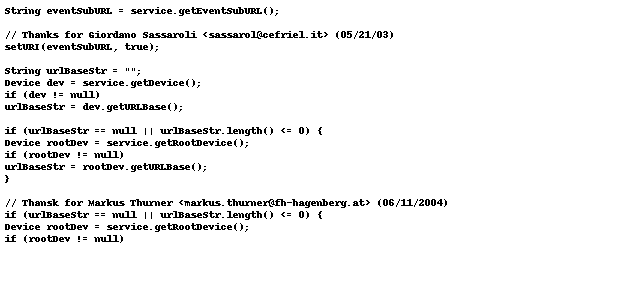 String eventSubURL = service.getEventSubURL();

// Thanks for Giordano Sassaroli <sassarol@cefriel.it> (05/21/03)
setURI(eventSubURL, true);

String urlBaseStr = "";
Device dev = service.getDevice();
if (dev != null)
urlBaseStr = dev.getURLBase();

if (urlBaseStr == null || urlBaseStr.length() <= 0) {
Device rootDev = service.getRootDevice();
if (rootDev != null)
urlBaseStr = rootDev.getURLBase();
}

// Thansk for Markus Thurner <markus.thurner@fh-hagenberg.at> (06/11/2004)
if (urlBaseStr == null || urlBaseStr.length() <= 0) {
Device rootDev = service.getRootDevice();
if (rootDev != null)